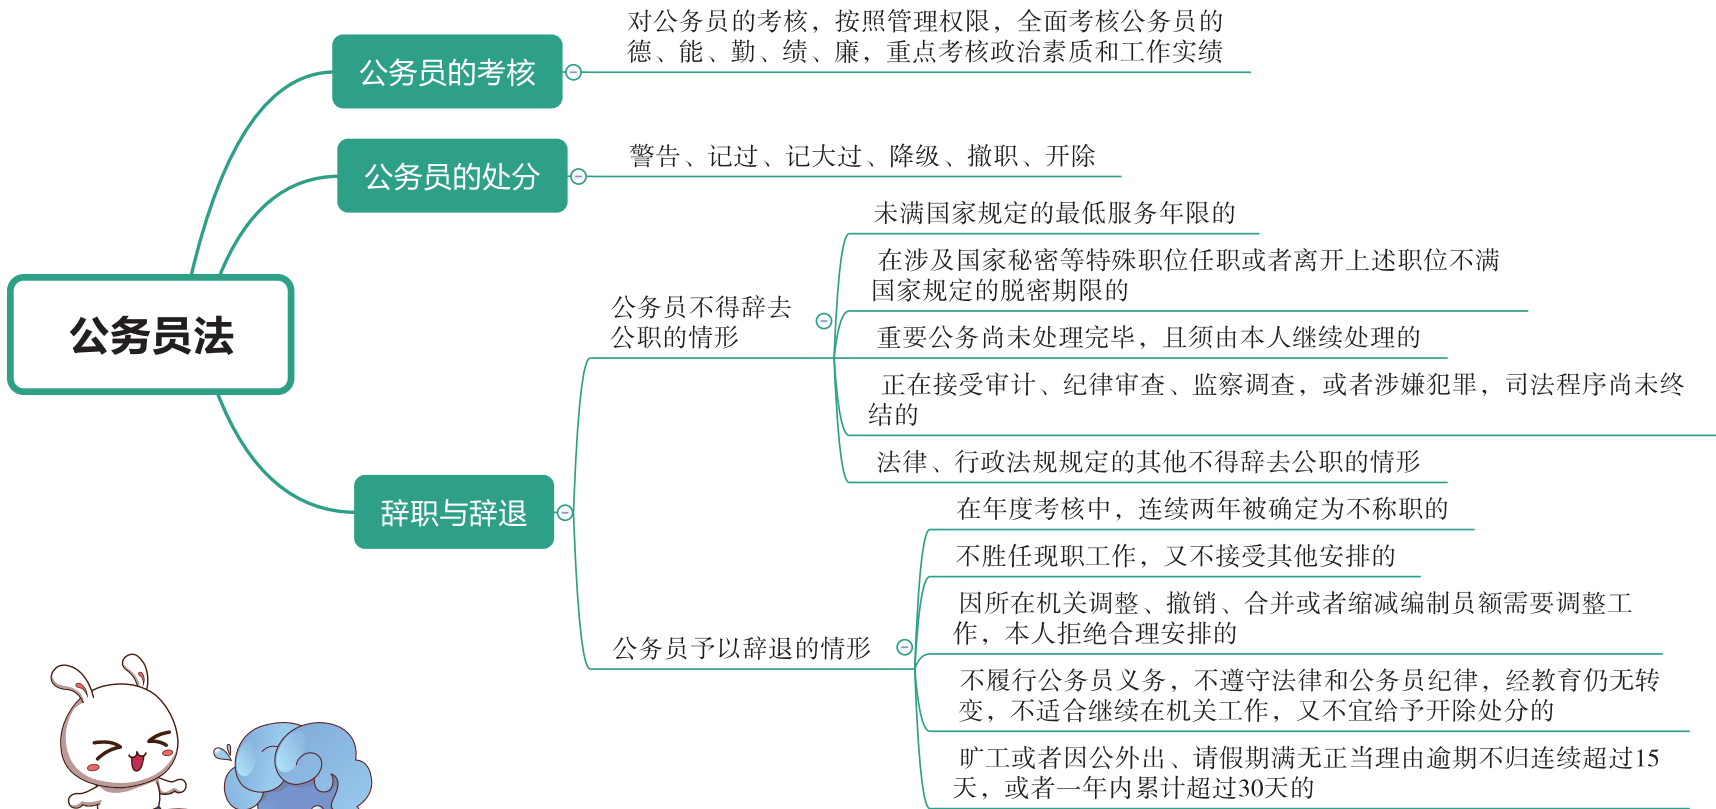 公务员法
公务员的考核
对公务员的考核，按照管理权限，全面考核公务员的
德、能、勤、绩、廉，重点考核政治素质和工作实绩
公务员的处分
警告、记过、记大过、降级、撤职、开除
辞职与辞退
公务员不得辞去
公职的情形
未满国家规定的最低服务年限的
在涉及国家秘密等特殊职位任职或者离开上述职位不满
国家规定的脱密期限的
重要公务尚未处理完毕，且须由本人继续处理的
正在接受审计、纪律审查、监察调查，或者涉嫌犯罪，司法程序尚未终
结的
法律、行政法规规定的其他不得辞去公职的情形
公务员予以辞退的情形
在年度考核中，连续两年被确定为不称职的
不胜任现职工作，又不接受其他安排的
因所在机关调整、撤销、合并或者缩减编制员额需要调整工
作，本人拒绝合理安排的
不履行公务员义务，不遵守法律和公务员纪律，经教育仍无转
变，不适合继续在机关工作，又不宜给予开除处分的
旷工或者因公外出、请假期满无正当理由逾期不归连续超过15
天，或者一年内累计超过30天的